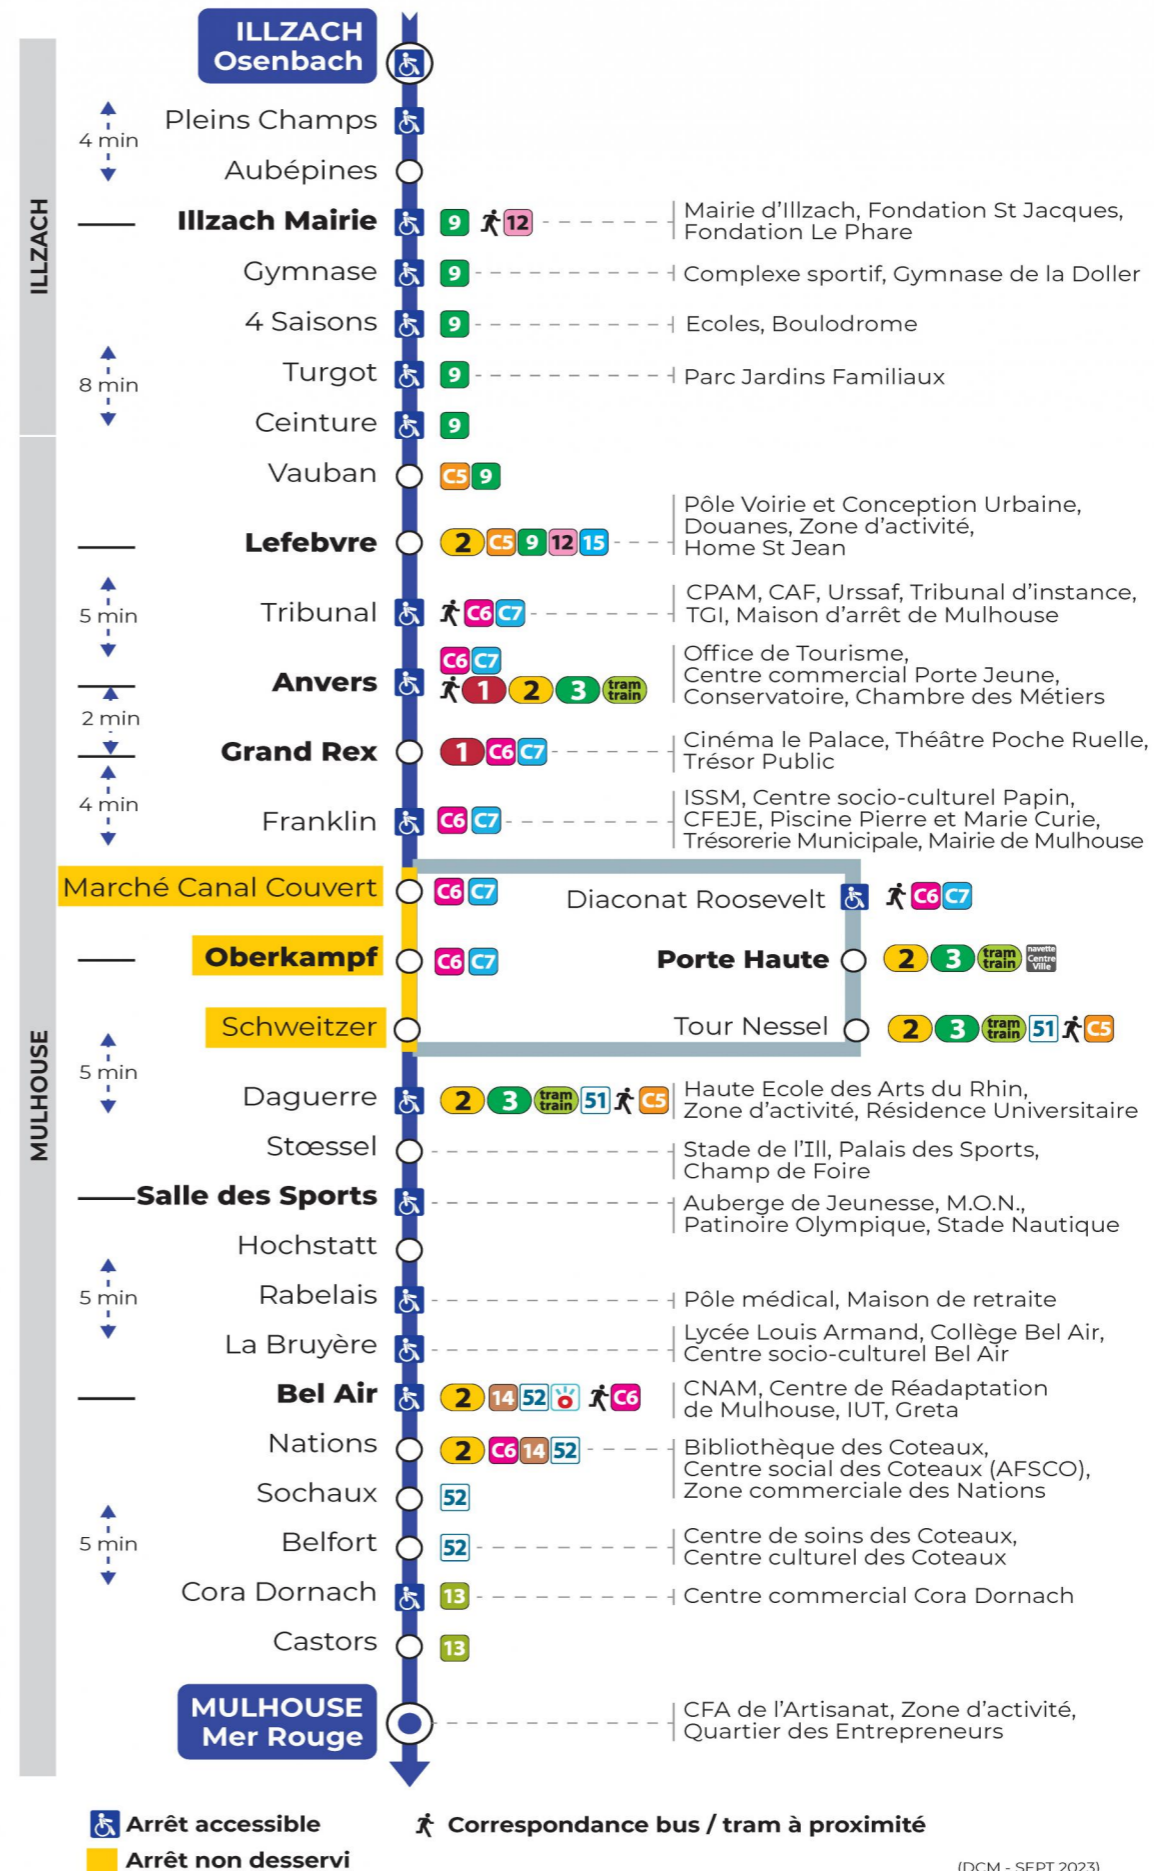 ILLZACH
Osenbach
Pleins Champs
4 min
Aubépines
ILLZACH
Illzach Mairie 9 12
Mairie d'Illzach, Fondation St Jacques,
Fondation Le Phare
Gymnase 9
Complexe sportif, Gymnase de la Doller
4 Saisons 9
Ecoles, Boulodrome
Turgot 9
Parc Jardins Familiaux
8 min
Ceinture 9
Vauban C5 9
Lefebvre 2 C5 9 12 15
Pôle Voirie et Conception Urbaine,
Douanes, Zone d'activité,
Home St Jean
5 min
Tribunal C6 C7
CPAM, CAF, Urssaf, Tribunal d'instance,
TGI, Maison d'arrêt de Mulhouse
Anvers
C6 C7
1 2 3 tram train
Office de Tourisme,
Centre commercial Porte Jeune,
Conservatoire, Chambre des Métiers
2 min
Grand Rex 1 C6 C7
Cinéma le Palace, Théâtre Poche Ruelle,
Trésor Public
4 min
Franklin C6 C7
ISSM, Centre socio-culturel Papin,
CFEJE, Piscine Pierre et Marie Curie,
Trésorerie Municipale, Mairie de Mulhouse
Marché Canal Couvert C6 C7
Diaconat Roosevelt C6 C7
Oberkampf C6 C7
Porte Haute 2 3 tram train navette Centre Ville
Schweitzer
Tour Nessel 2 3 tram train 51 C5
MULHOUSE
5 min
Daguerre 2 3 tram train 51 C5
Haute Ecole des Arts du Rhin,
Zone d'activité, Résidence Universitaire
Stœssel
Stade de l'Ill, Palais des Sports,
Champ de Foire
Salle des Sports
Auberge de Jeunesse, M.O.N.,
Patinoire Olympique, Stade Nautique
Hochstatt
5 min
Rabelais
Pôle médical, Maison de retraite
La Bruyère
Lycée Louis Armand, Collège Bel Air,
Centre socio-culturel Bel Air
Bel Air 2 14 52 C6
CNAM, Centre de Réadaptation
de Mulhouse, IUT, Greta
Nations 2 C6 14 52
Bibliothèque des Coteaux,
Centre social des Coteaux (AFSCO),
Zone commerciale des Nations
Sochaux 52
5 min
Belfort 52
Centre de soins des Coteaux,
Centre culturel des Coteaux
Cora Dornach 13
Centre commercial Cora Dornach
Castors 13
MULHOUSE
Mer Rouge
CFA de l'Artisanat, Zone d'activité,
Quartier des Entrepreneurs
Arrêt accessible
Correspondance bus / tram à proximité
Arrêt non desservi
(DCM - SEPT 2023)